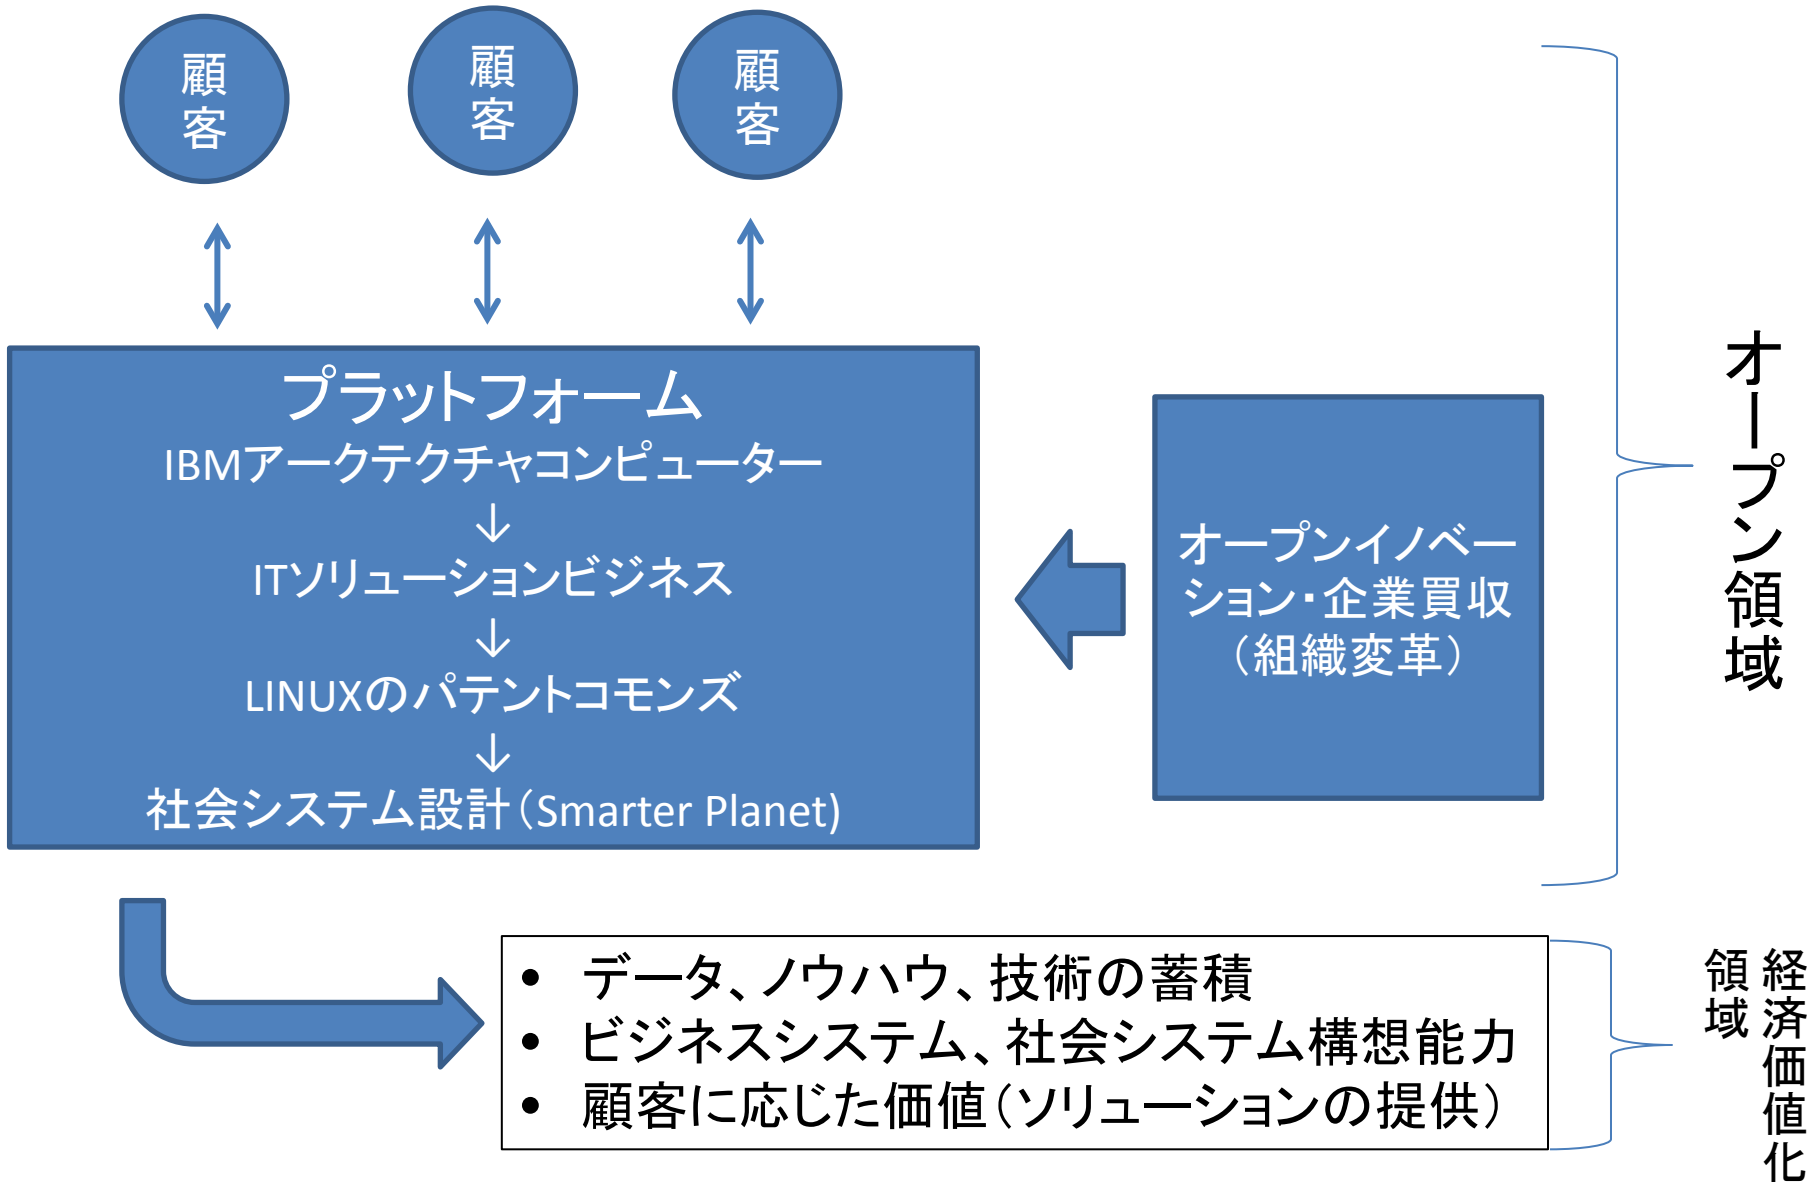 顧客
顧客
顧客
プラットフォーム
IBMアークテクチャコンピューター
↓
ITソリューションビジネス
↓
LINUXのパテントコモンズ
↓
社会システム設計（Smarter Planet)
オープンイノベー
ション・企業買収
（組織変革）
オープン領域
• データ、ノウハウ、技術の蓄積
• ビジネスシステム、社会システム構想能力
• 顧客に応じた価値（ソリューションの提供）
経済価値化
領域